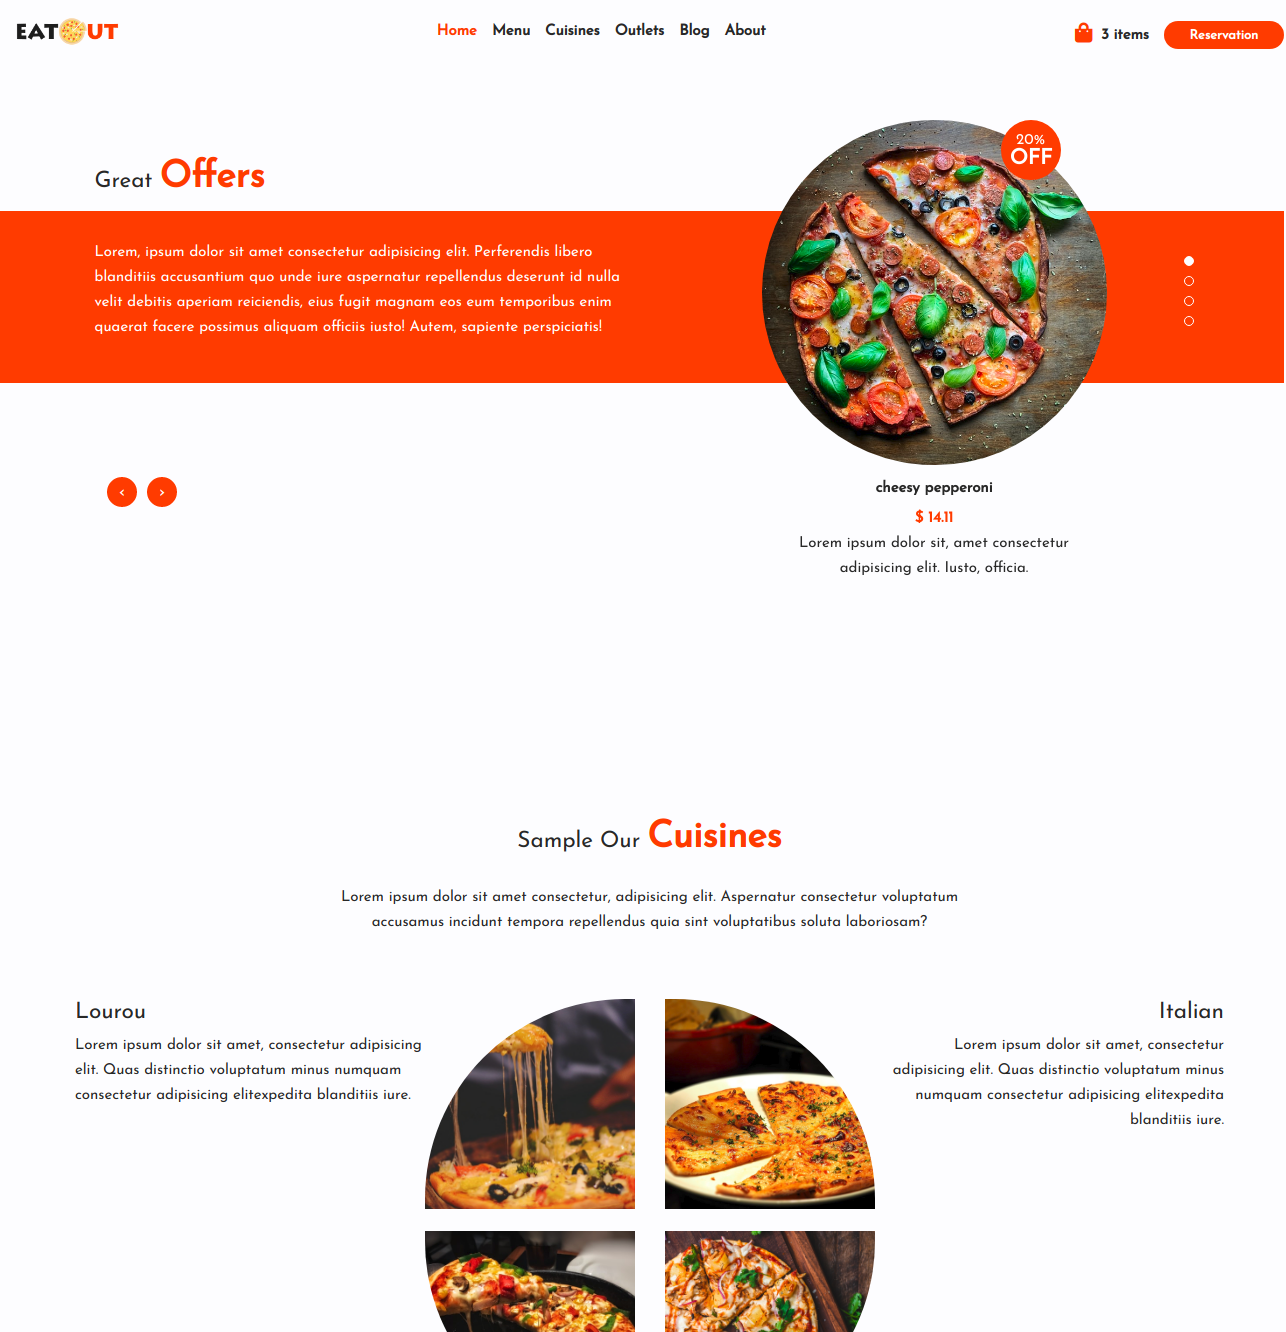 EAT UT
Home Menu Cuisines Outlets Blog About
3 items
Reservation
Great Offers
20%
OFF
Lorem, ipsum dolor sit amet consectetur adipisicing elit. Perferendis libero
blanditiis accusantium quo unde iure aspernatur repellendus deserunt id nulla
velit debitis aperiam reiciendis, eius fugit magnam eos eum temporibus enim
quaerat facere possimus aliquam officiis iusto! Autem, sapiente perspiciatis!
‹ ›
cheesy pepperoni
$ 14.11
Lorem ipsum dolor sit, amet consectetur
adipisicing elit. Iusto, officia.
Sample Our Cuisines
Lorem ipsum dolor sit amet consectetur, adipisicing elit. Aspernatur consectetur voluptatum
accusamus incidunt tempora repellendus quia sint voluptatibus soluta laboriosam?
Lourou
Lorem ipsum dolor sit amet, consectetur adipisicing
elit. Quas distinctio voluptatum minus numquam
consectetur adipisicing elitexpedita blanditiis iure.
Italian
Lorem ipsum dolor sit amet, consectetur
adipisicing elit. Quas distinctio voluptatum minus
numquam consectetur adipisicing elitexpedita
blanditiis iure.